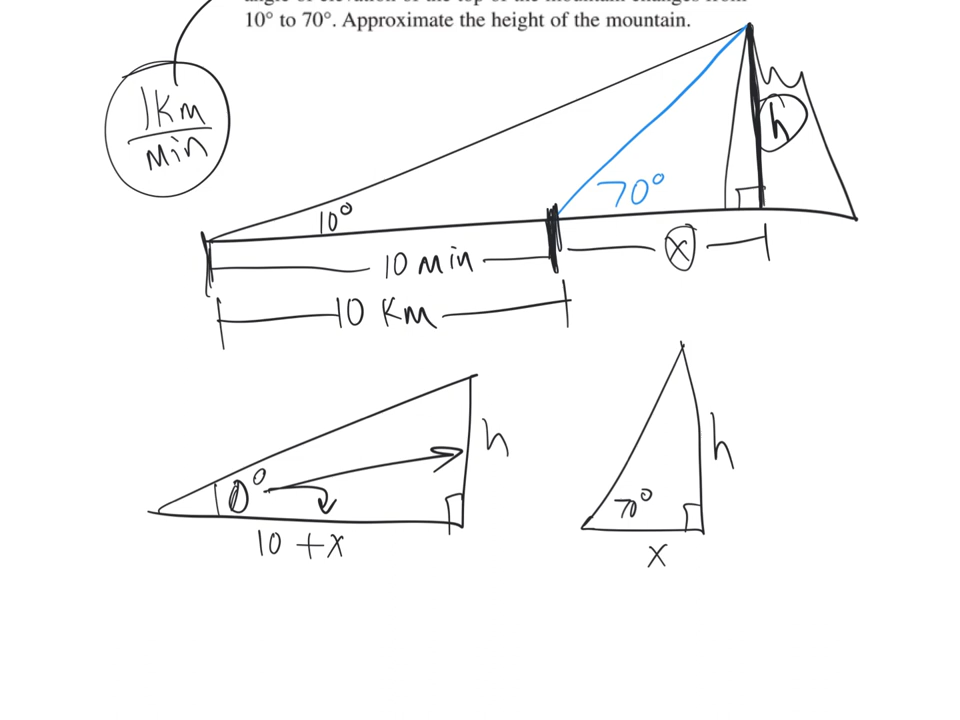 10° to 70°. Approximate the height of the mountain.
1Km
min
h
10°
70°
x
10 min
10 Km
10°
h
10 + x
70°
h
x